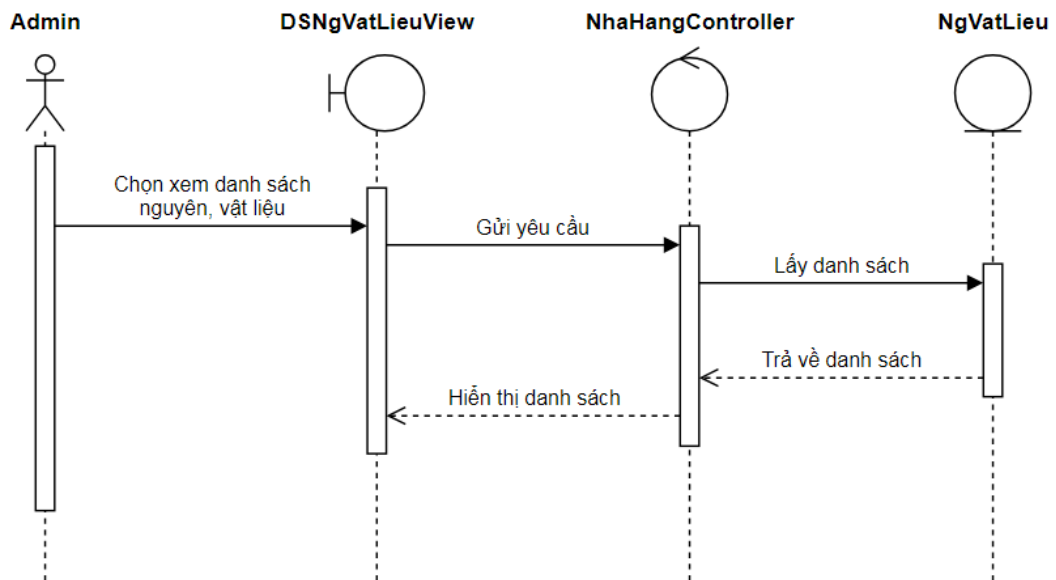 Admin
DSNgVatLieuView
NhaHangController
NgVatLieu
Chọn xem danh sách
nguyên, vật liệu
Gửi yêu cầu
Lấy danh sách
Trả về danh sách
Hiễn thị danh sách